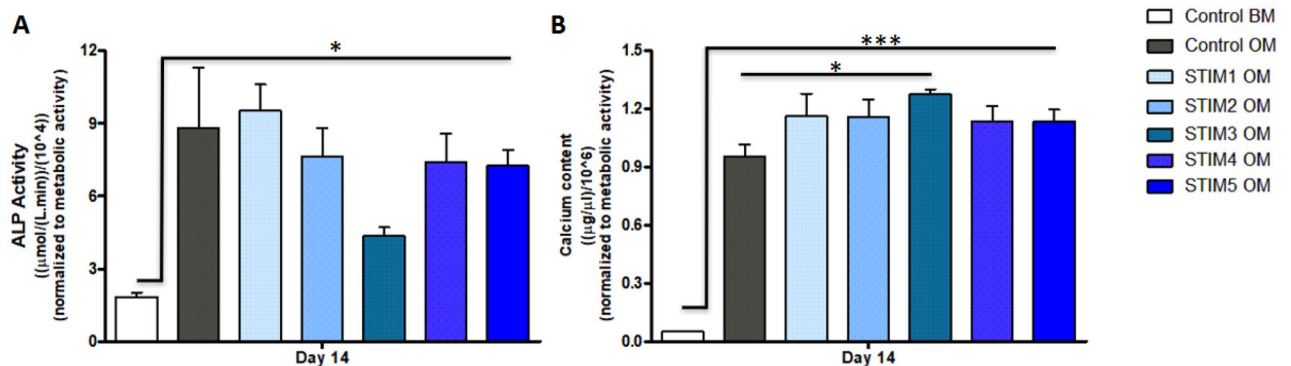 A
*
12
9
6
3
0
ALP Activity
((µmol/(L.min))/(10^4))
(normalized to metabolic activity)
Day 14
B
***
*
1.5
1.2
0.9
0.6
0.3
0.0
Calcium content
((µg/µl)/10^6)
(normalized to metabolic activity)
Day 14
Control BM
Control OM
STIM1 OM
STIM2 OM
STIM3 OM
STIM4 OM
STIM5 OM